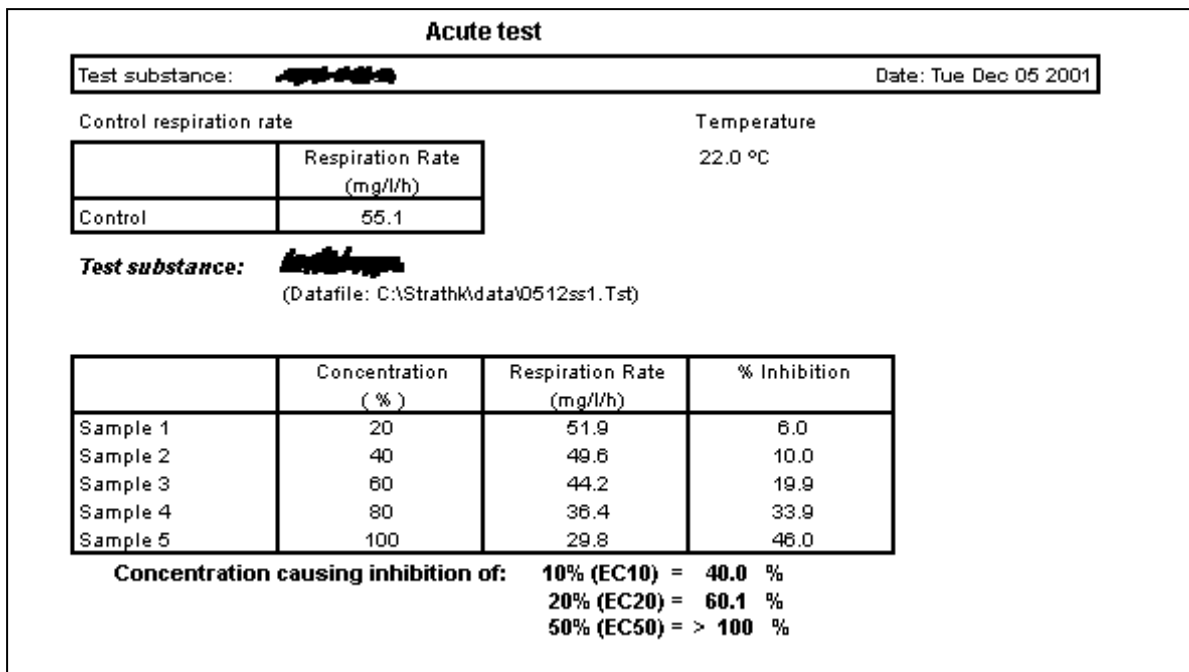 Acute test
Test substance: Date: Tue Dec 05 2001
Control respiration rate Temperature
Respiration Rate 22.0 ºC
(mg/l/h)
Control 55.1
Test substance:
(Datafile: C:\Strathk\data\0512ss1.Tst)
Concentration Respiration Rate % Inhibition
( % ) (mg/l/h)
Sample 1 20 51.9 6.0
Sample 2 40 49.6 10.0
Sample 3 60 44.2 19.9
Sample 4 80 36.4 33.9
Sample 5 100 29.8 46.0
Concentration causing inhibition of: 10% (EC10) = 40.0 %
20% (EC20) = 60.1 %
50% (EC50) = > 100 %